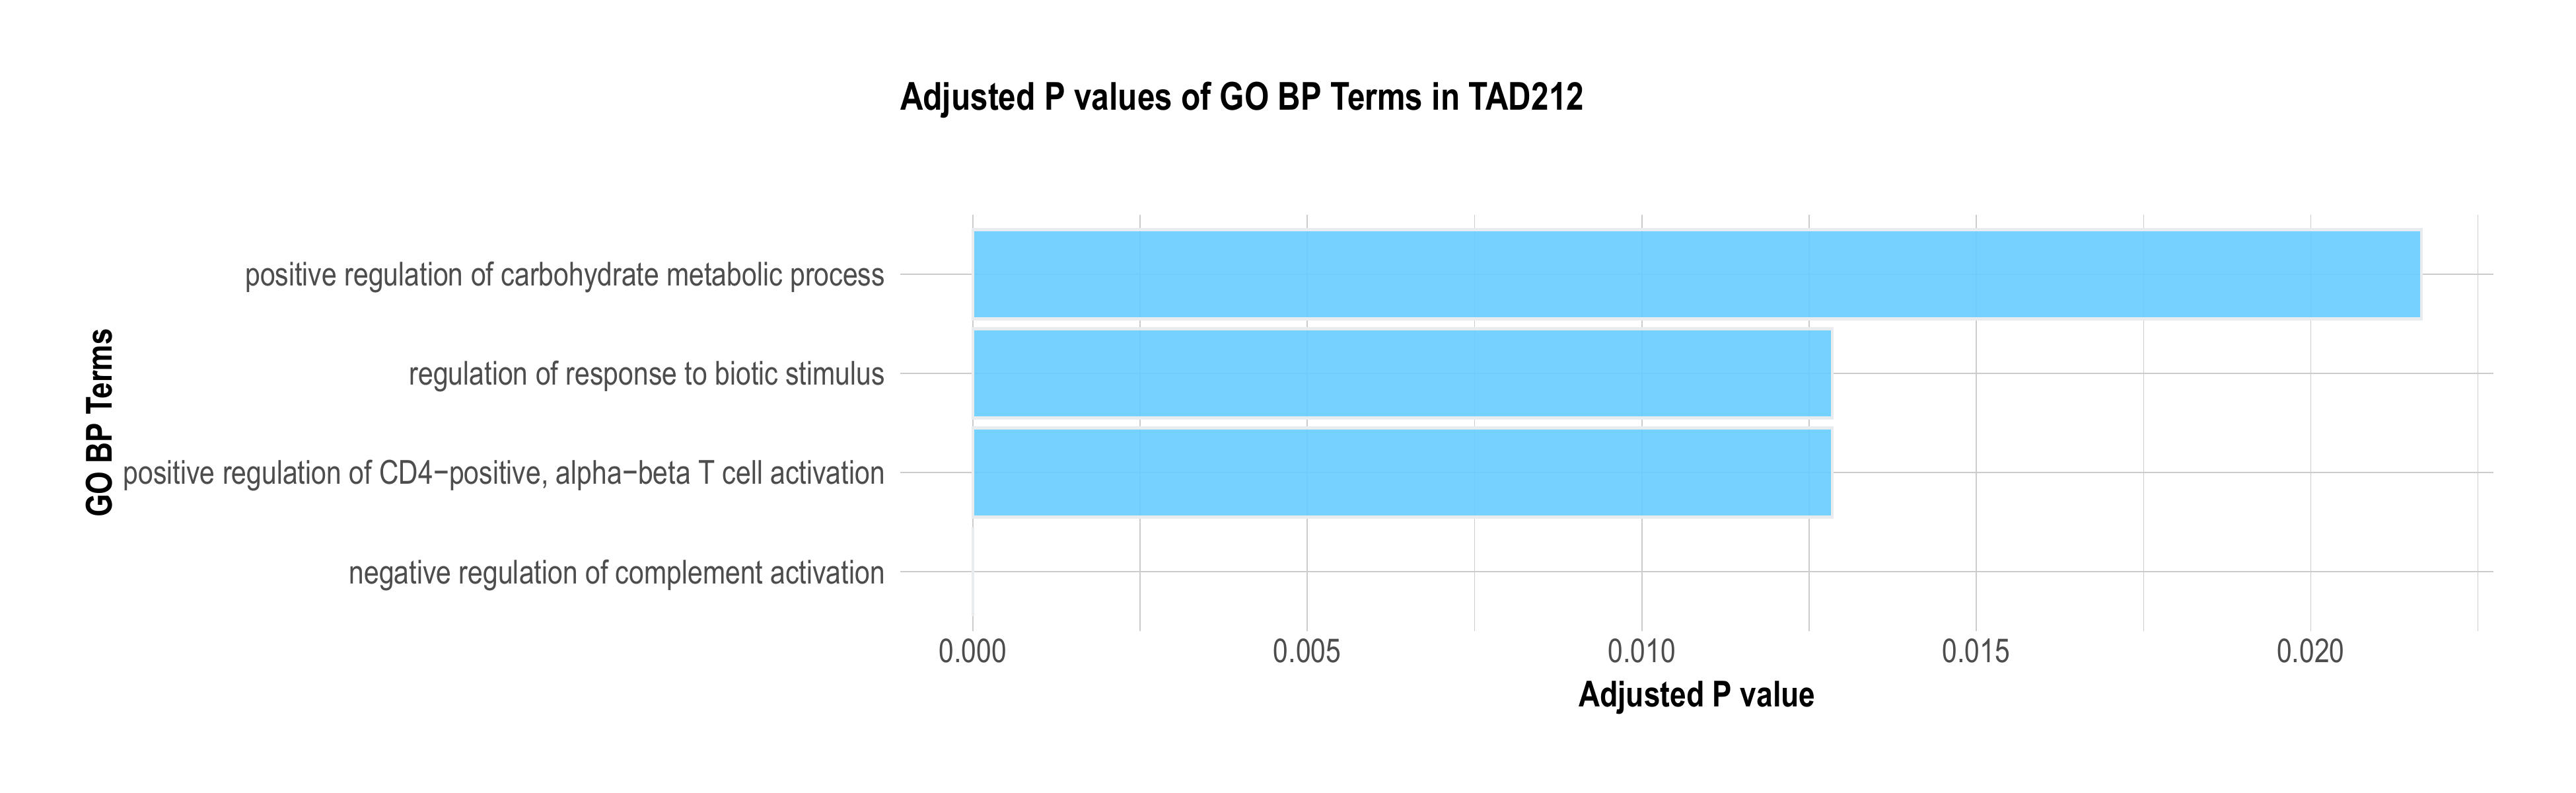 Adjusted P values of GO BP Terms in TAD212
GO BP Terms
positive regulation of carbohydrate metabolic process
regulation of response to biotic stimulus
positive regulation of CD4−positive, alpha−beta T cell activation
negative regulation of complement activation
0.000 0.005 0.010 0.015 0.020
Adjusted P value